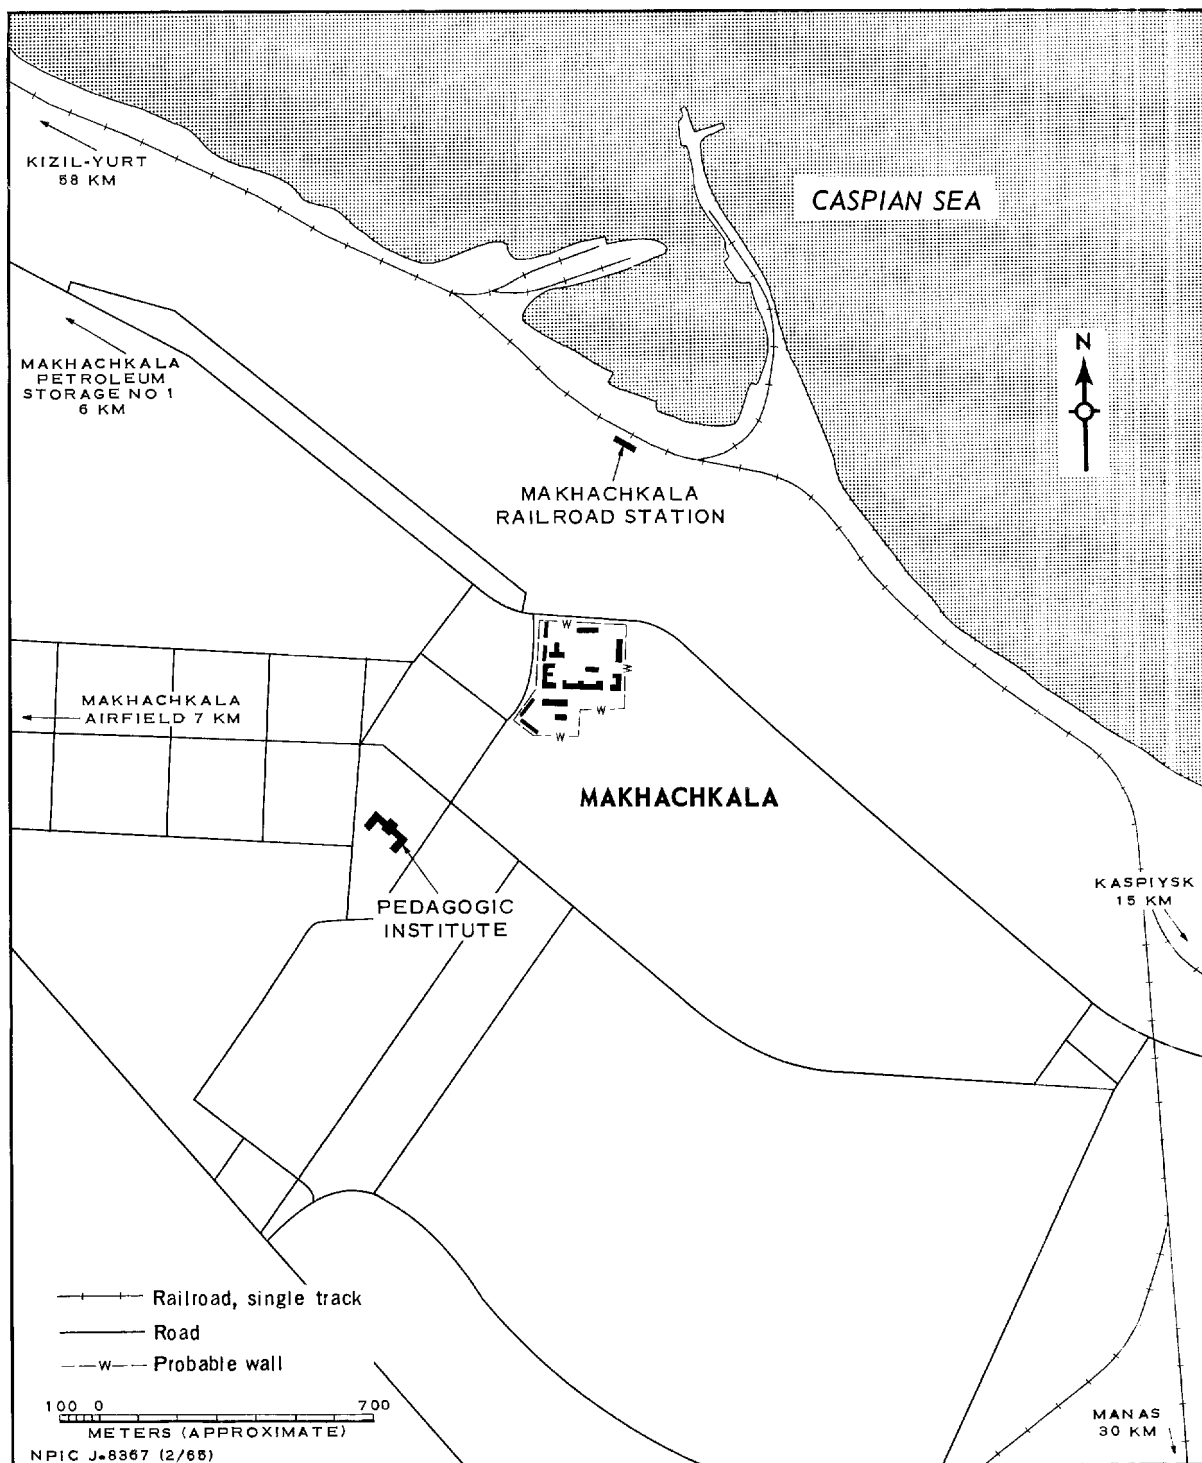 KIZIL-YURT
58 KM
CASPIAN SEA
N
MAKHACHKALA
PETROLEUM
STORAGE NO 1
6 KM
MAKHACHKALA
RAILROAD STATION
W
W
W
W
MAKHACHKALA
AIRFIELD 7 KM
MAKHACHKALA
PEDAGOGIC
INSTITUTE
KASPIYSK
15 KM
Railroad, single track
Road
W Probable wall
100 0 700
METERS (APPROXIMATE)
NPIC J-8367 (2/65)
MANAS
30 KM